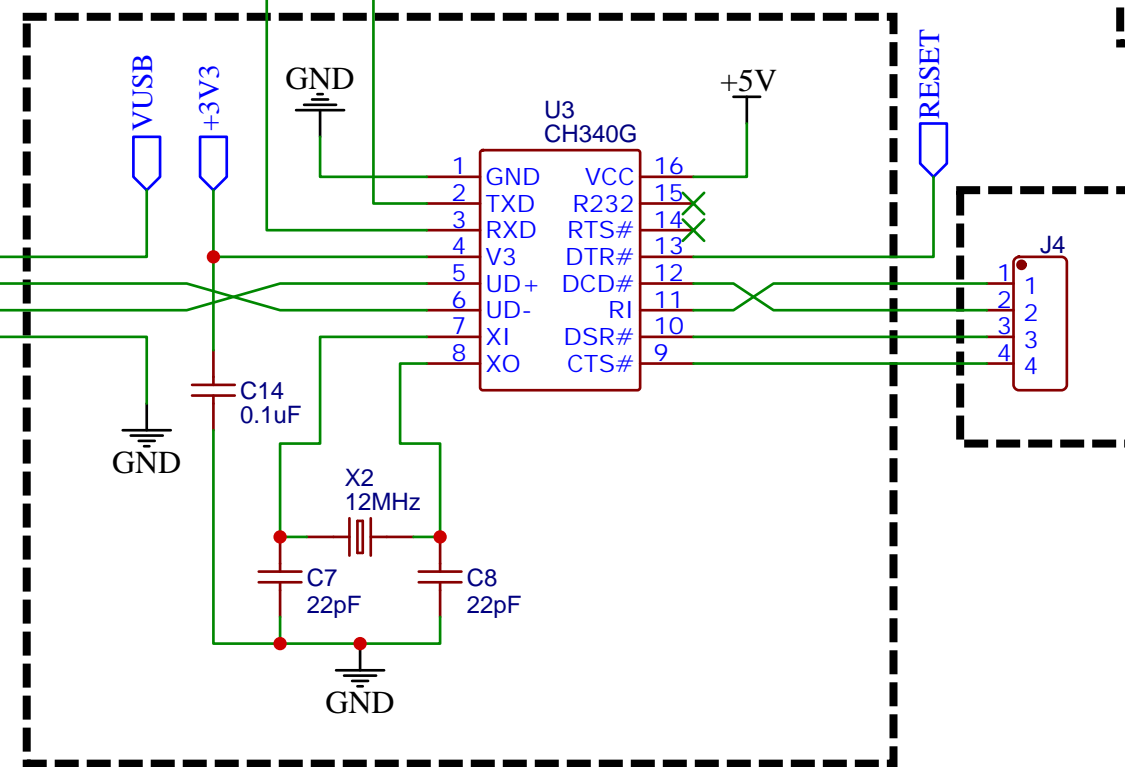 VUSB
+3V3
GND
+5V
RESET
U3
CH340G
1 GND VCC 16
2 TXD R232 15
3 RXD RTS# 14
4 V3 DTR# 13
5 UD+ DCD# 12
6 UD- RI 11
7 XI DSR# 10
8 XO CTS# 9
J4
1 1
2 2
3 3
4 4
C14
0.1uF
GND
X2
12MHz
C7
22pF
C8
22pF
GND